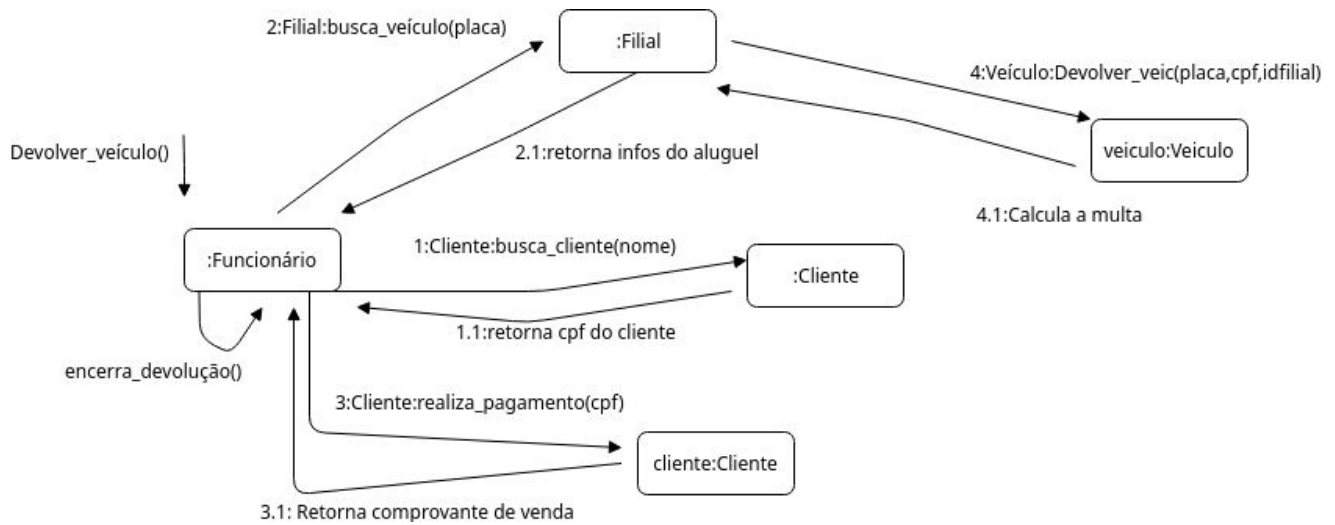 2:Filial:busca_veículo(placa)
:Filial
4:Veículo:Devolver_veic(placa,cpf,idfilial)
Devolver_veículo()
2.1:retorna infos do aluguel
veiculo:Veiculo
4.1:Calcula a multa
:Funcionário
1:Cliente:busca_cliente(nome)
:Cliente
1.1:retorna cpf do cliente
encerra_devolução()
3:Cliente:realiza_pagamento(cpf)
cliente:Cliente
3.1: Retorna comprovante de venda